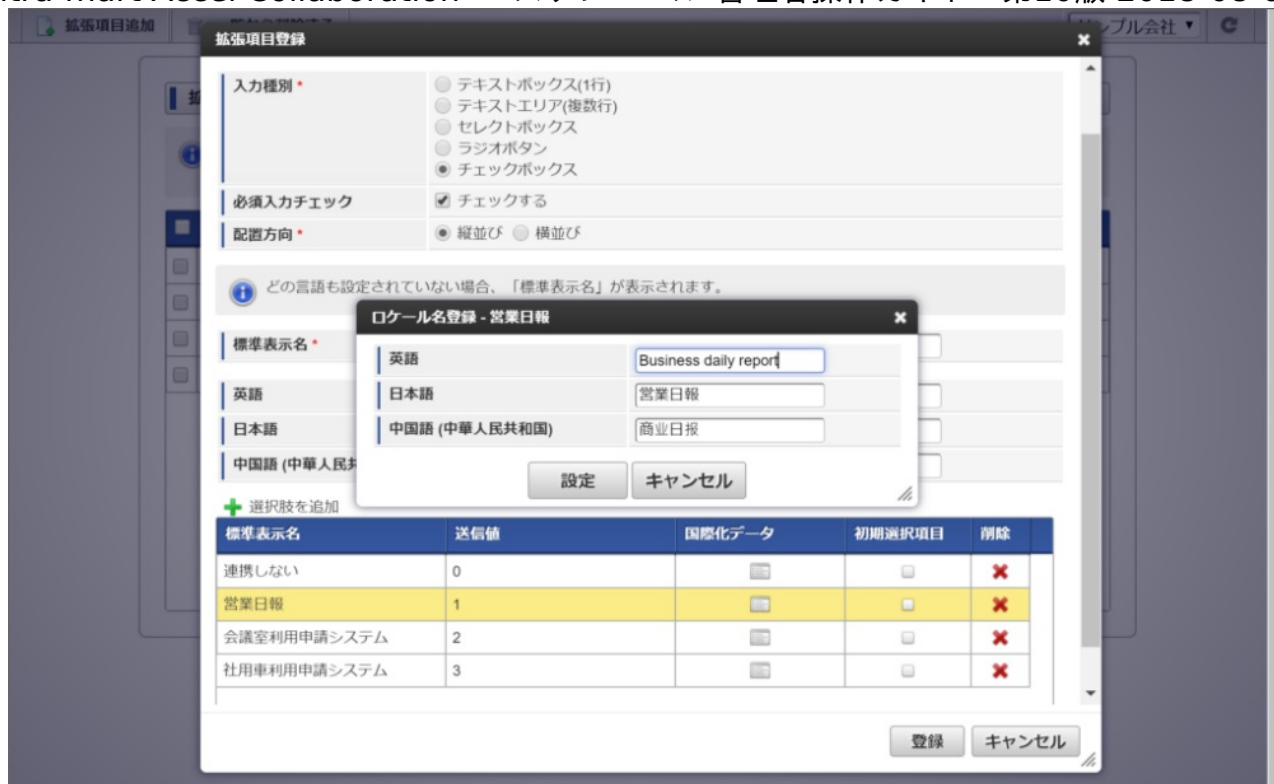 拡張項目追加
拡張項目登録
入力種別 *
テキストボックス(1行)
テキストエリア(複数行)
セレクトボックス
ラジオボタン
チェックボックス
必須入力チェック
チェックする
配置方向 *
縦並び 横並び
どの言語も設定されていない場合、「標準表示名」が表示されます。
ロケール名登録 - 営業日報
標準表示名 *
英語
Business daily report
日本語
営業日報
中国語 (中華人民共和国)
商业日报
設定 キャンセル
英語
日本語
中国語 (中華人民共
選択肢を追加
標準表示名 送信値 国際化データ 初期選択項目 削除
連携しない 0
営業日報 1
会議室利用申請システム 2
社用車利用申請システム 3
登録 キャンセル